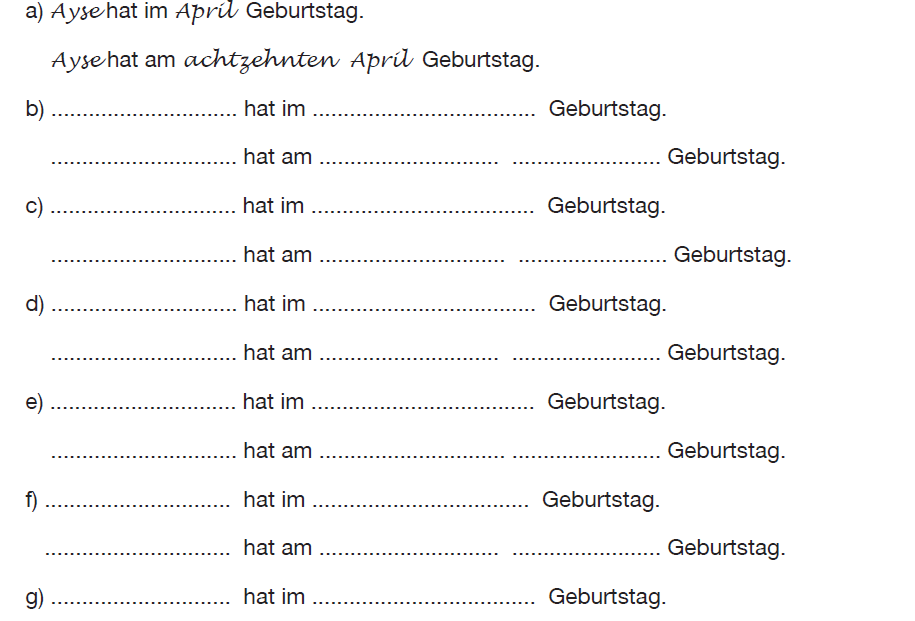 a) Ayse hat im April Geburtstag.
Ayse hat am achtzehnten April Geburtstag.
b) .............................. hat im .................................... Geburtstag.
.............................. hat am ............................. ........................ Geburtstag.
c) .............................. hat im .................................... Geburtstag.
.............................. hat am .............................. ........................ Geburtstag.
d) .............................. hat im .................................... Geburtstag.
.............................. hat am ............................. ........................ Geburtstag.
e) .............................. hat im .................................... Geburtstag.
.............................. hat am .............................. ........................ Geburtstag.
f) .............................. hat im ................................... Geburtstag.
.............................. hat am ............................. ........................ Geburtstag.
g) ............................. hat im .................................... Geburtstag.